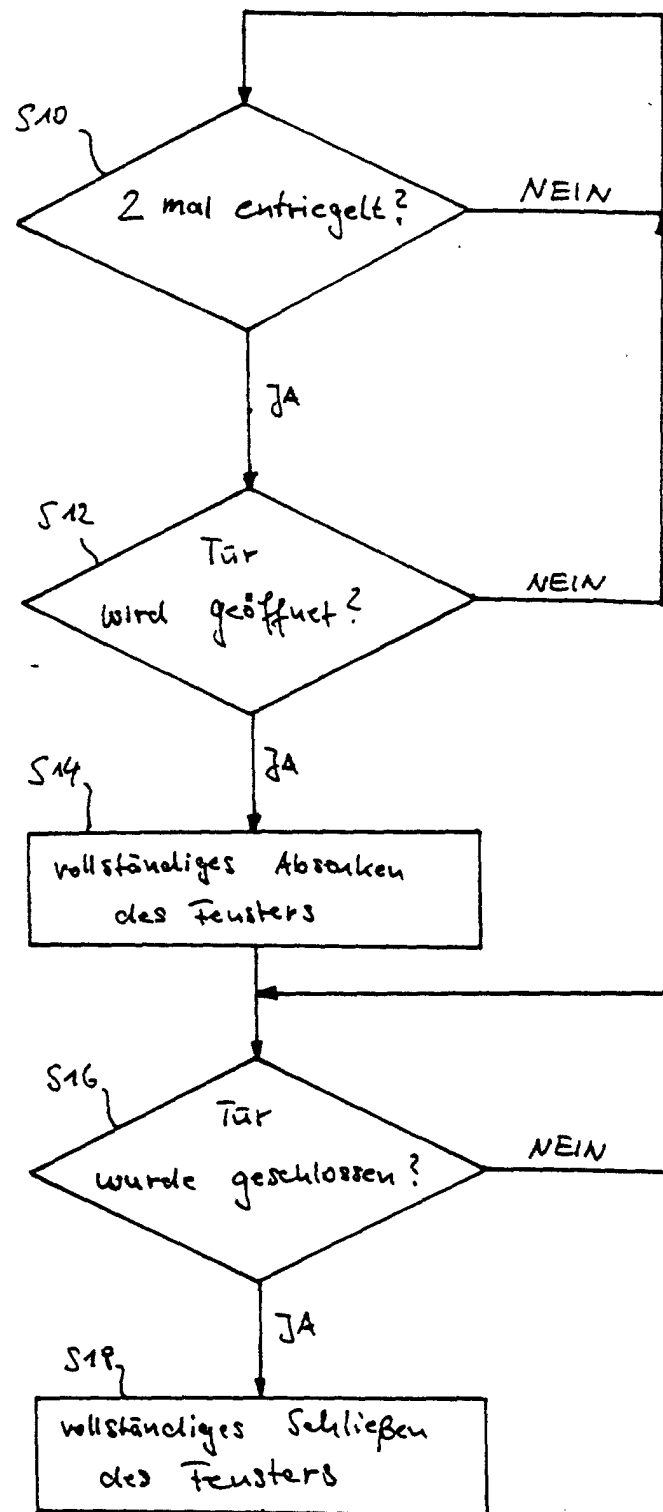 S10
2 mal entriegelt?
NEIN
JA
S12
Tür
wird geöffnet?
NEIN
JA
S14
vollständiges Absenken
des Fensters
S16
Tür
wurde geschlossen?
NEIN
JA
S18
vollständiges Schließen
des Fensters